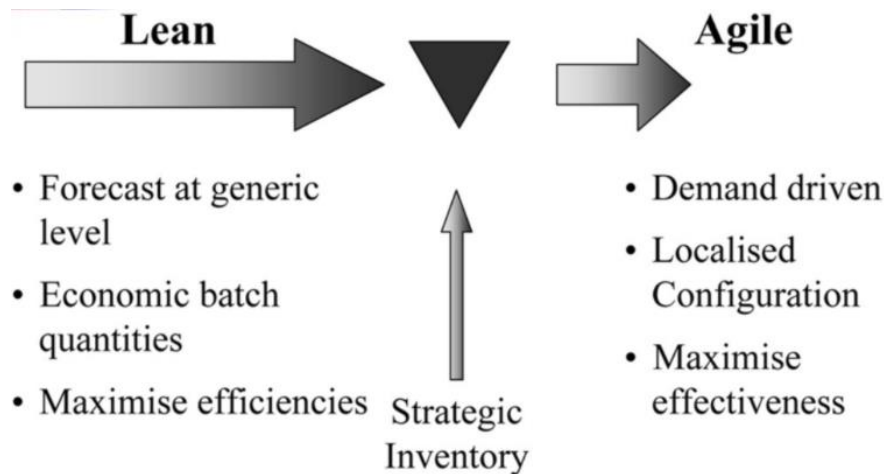 Lean
Agile
• Forecast at generic
level
• Economic batch
quantities
• Maximise efficiencies
Strategic
Inventory
• Demand driven
• Localised
Configuration
• Maximise
effectiveness